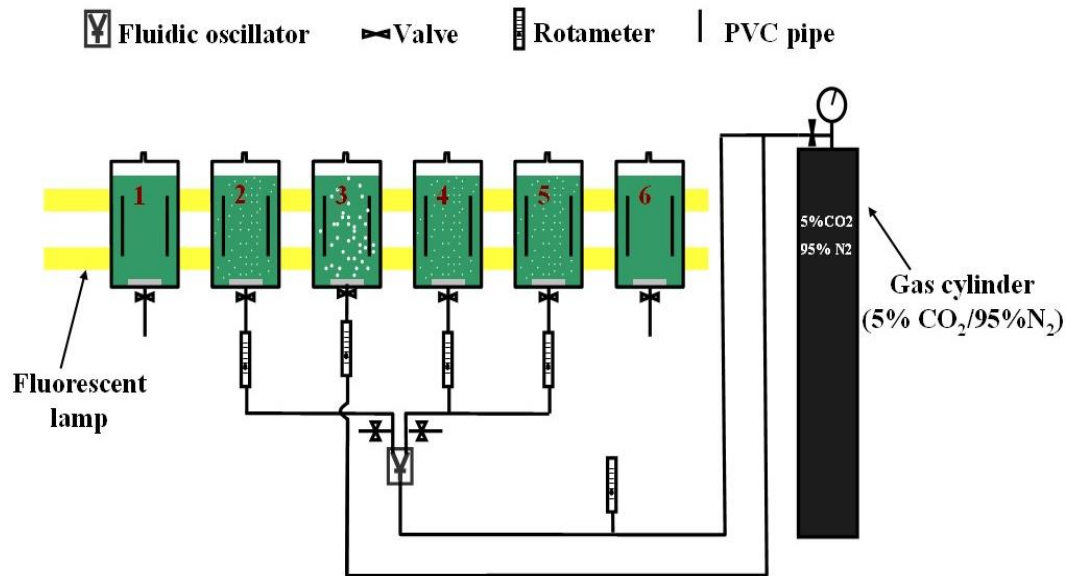 Fluidic oscillator Valve Rotameter PVC pipe
1 2 3 4 5 6
5%CO2
95% N2
Gas cylinder
(5% CO₂/95%N₂)
Fluorescent
lamp